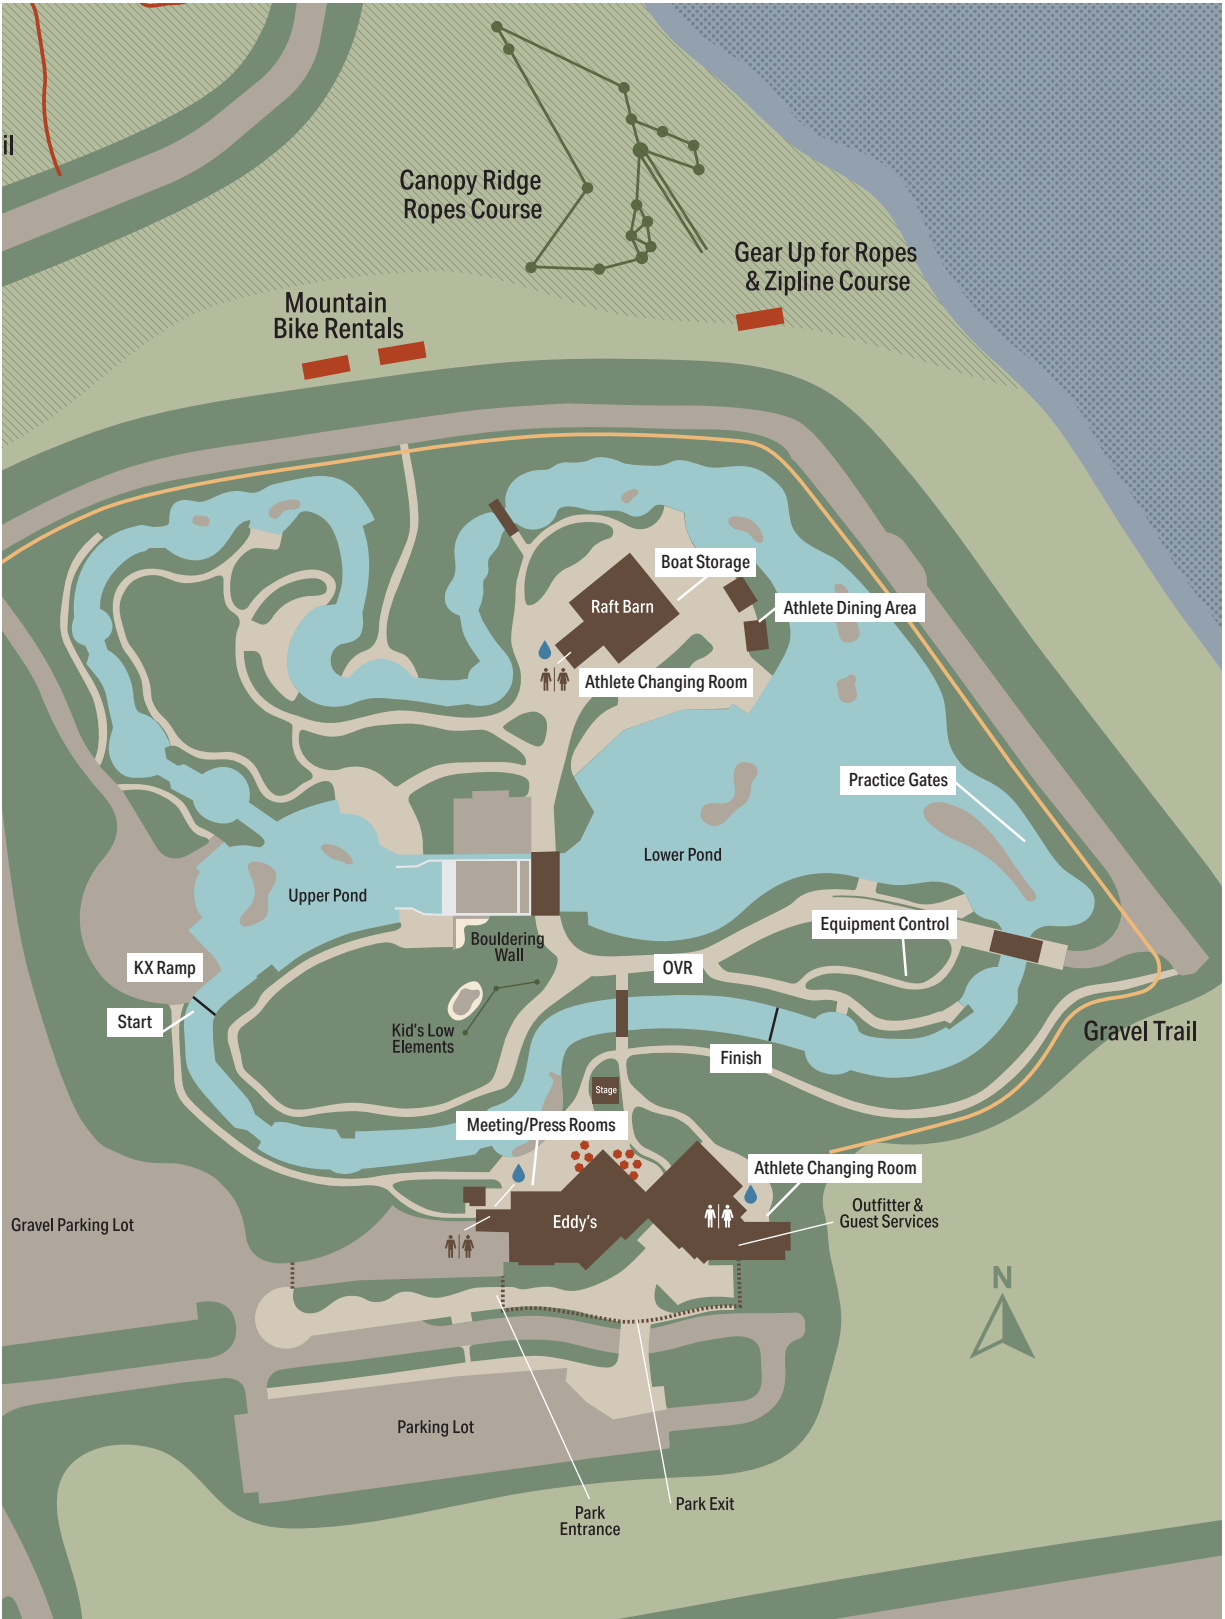 il
Canopy Ridge
Ropes Course
Gear Up for Ropes
& Zipline Course
Mountain
Bike Rentals
Boat Storage
Raft Barn
Athlete Dining Area
Athlete Changing Room
Practice Gates
Lower Pond
Upper Pond
Equipment Control
Bouldering
Wall
KX Ramp
OVR
Start
Kid's Low
Elements
Gravel Trail
Finish
Stage
Meeting/Press Rooms
Athlete Changing Room
Outfitter &
Guest Services
Eddy's
Gravel Parking Lot
N
Parking Lot
Park Exit
Park
Entrance